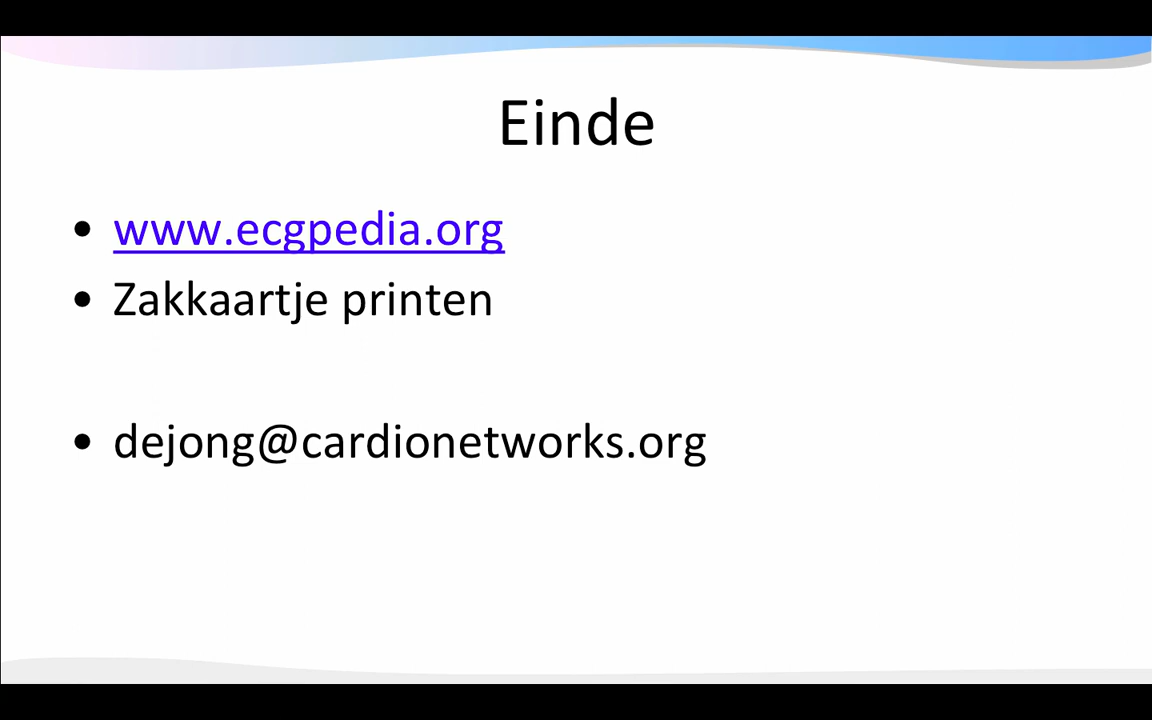 Einde
• www.ecgpedia.org
• Zakkaartje printen
• dejong@cardionetworks.org